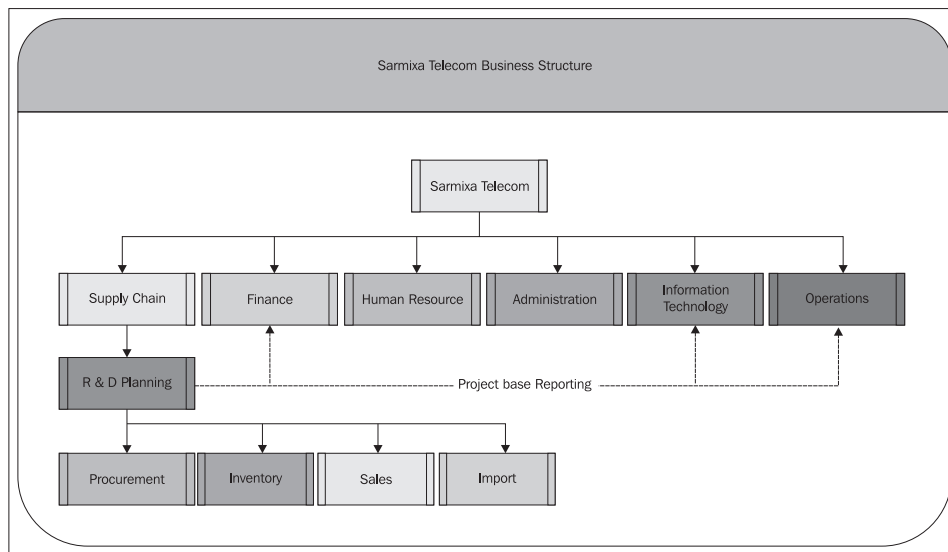 Sarmixa Telecom Business Structure
Sarmixa Telecom
Supply Chain
Finance
Human Resource
Administration
Information
Technology
Operations
R & D Planning
Project base Reporting
Procurement
Inventory
Sales
Import